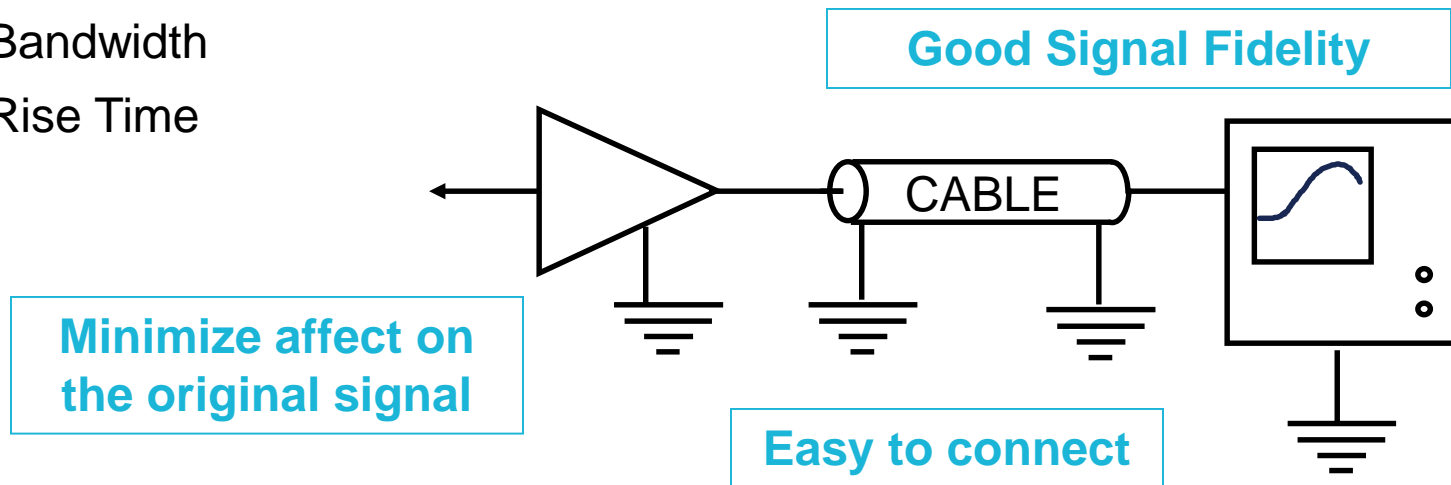 Bandwidth
Rise Time
Good Signal Fidelity
CABLE
Minimize affect on
the original signal
Easy to connect